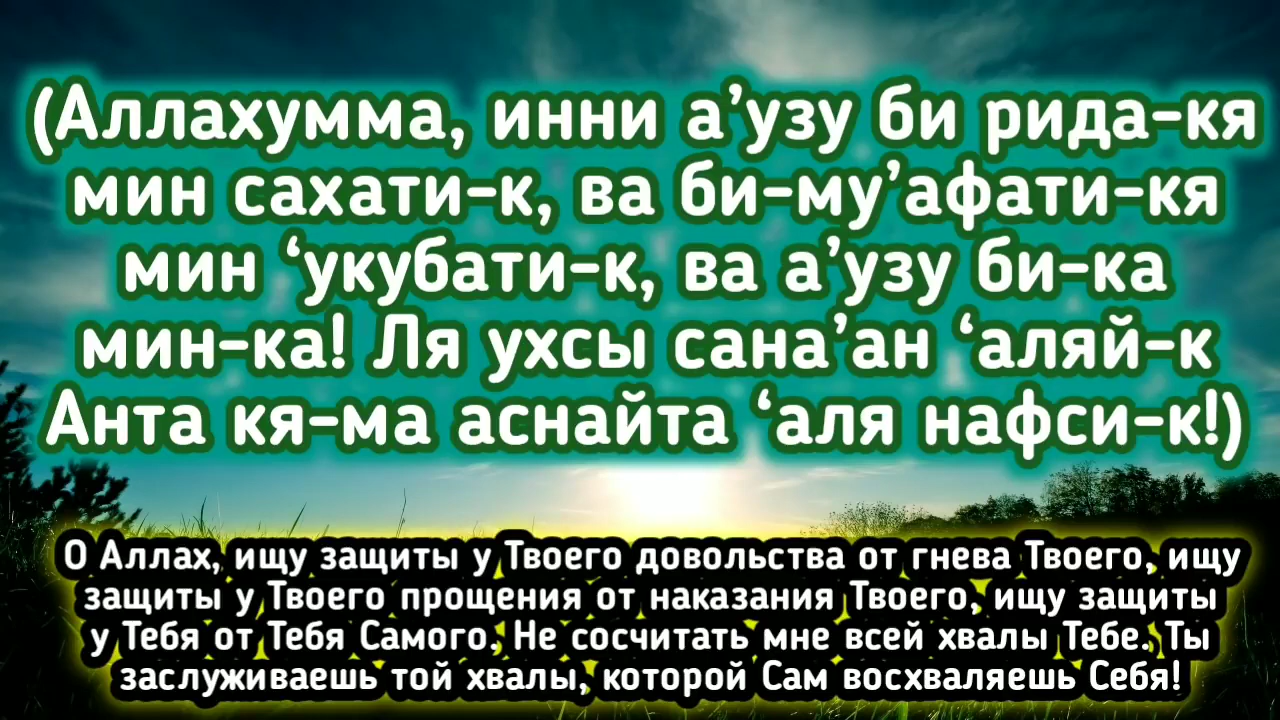 (Аллахумма, инни а’узу би рида-кя
мин сахати-к, ва би-му’афати-кя
мин ‘укубати-к, ва а’узу би-ка
мин-ка! Ля ухсы сана’ан ‘аляй-к
Анта кя-ма аснайта ‘аля нафси-к!)
О Аллах, ищу защиты у Твоего довольства от гнева Твоего, ищу
защиты у Твоего прощения от наказания Твоего, ищу защиты
у Тебя от Тебя Самого. Не сосчитать мне всей хвалы Тебе. Ты
заслуживаешь той хвалы, которой Сам восхваляешь Себя!